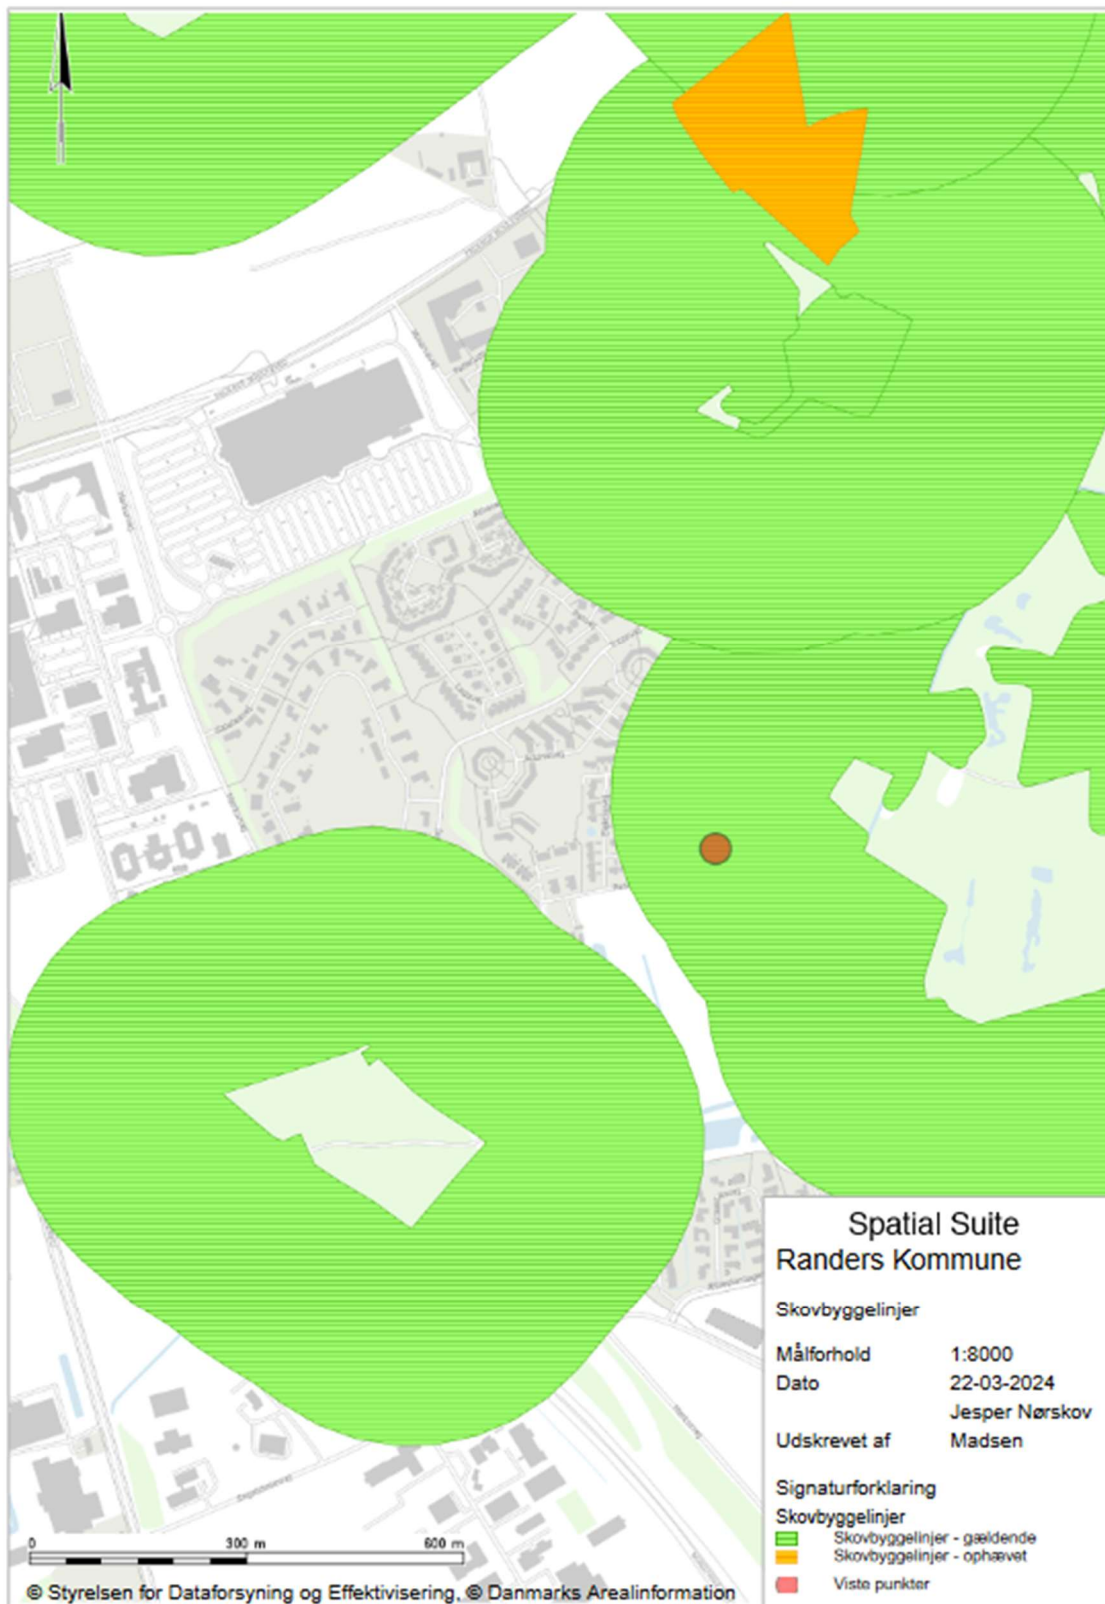 Spatial Suite
Randers Kommune
Skovbyggelinjer
Målforhold 1:8000
Dato 22-03-2024
Jesper Nørskov
Udskrevet af Madsen
Signaturforklaring
Skovbyggelinjer
Skovbyggelinjer - gældende
Skovbyggelinjer - ophævet
Viste punkter
0 300 m 600 m
© Styrelsen for Dataforsyning og Effektivisering, © Danmarks Arealinformation